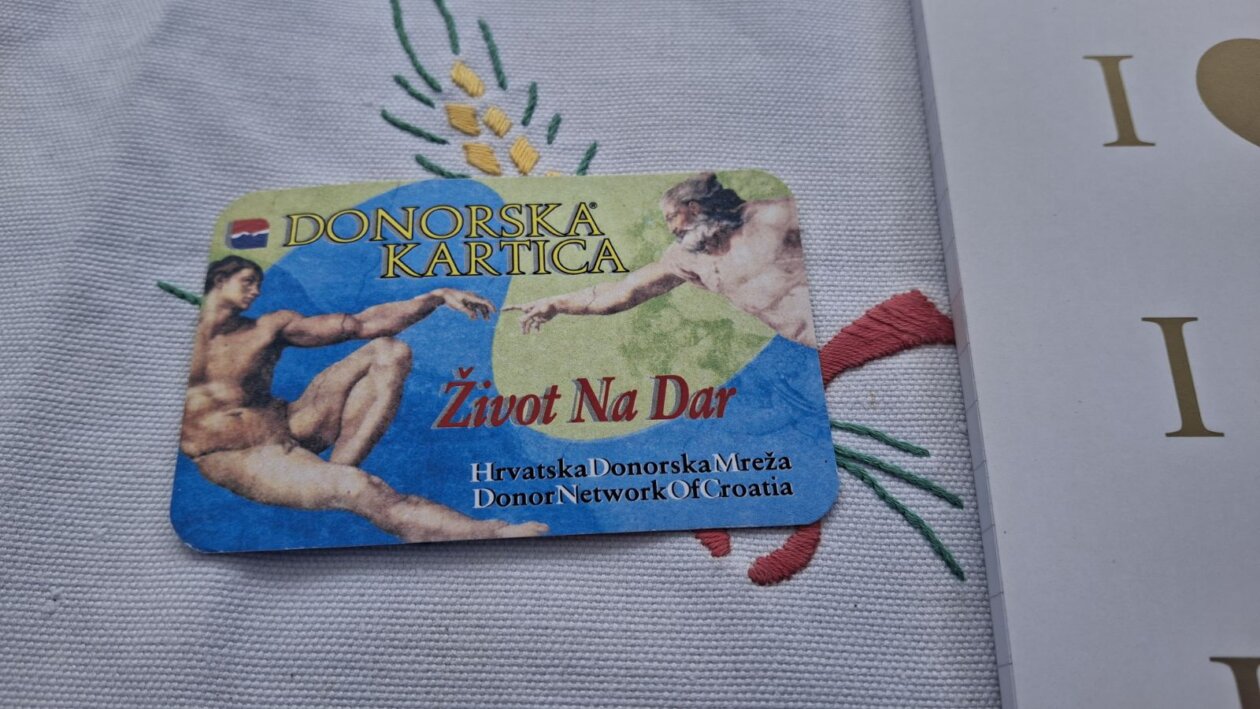 DONORSKA®
KARTICA
Život Na Dar
HrvatskaDonorskaMreža
DonorNetworkOfCroatia
I
I